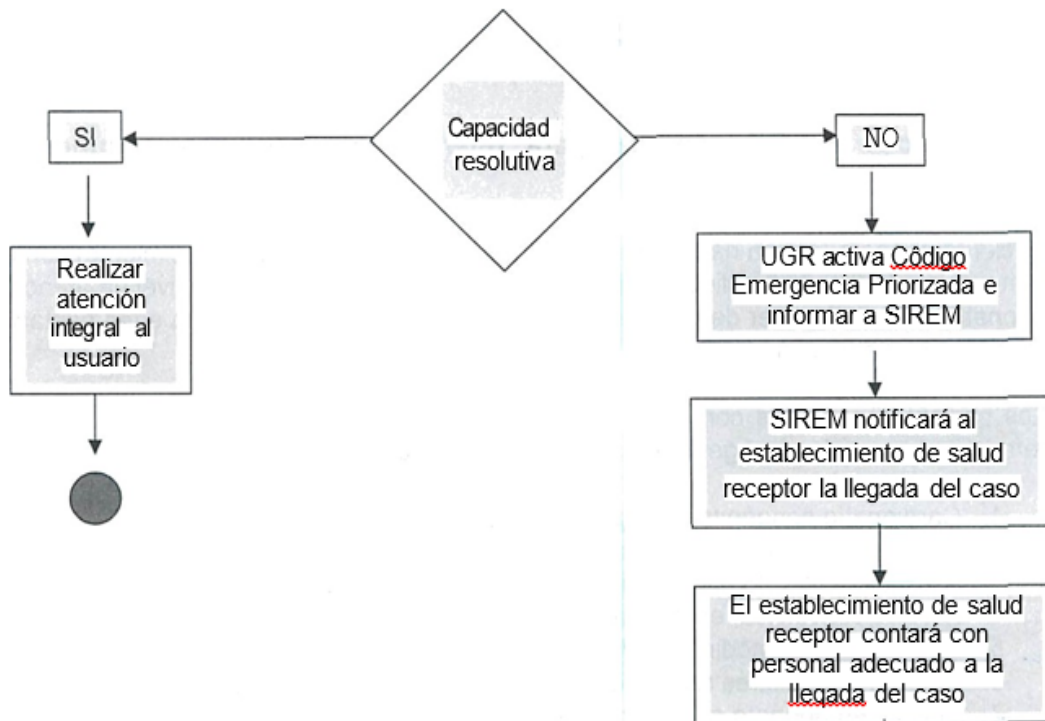 Capacidad
resolutiva
SI
NO
Realizar
atención
integral al
usuario
UGR activa Côdigo
Emergencia Priorizada e
informar a SIREM
SIREM notificará al
establecimiento de salud
receptor la llegada del caso
El establecimiento de salud
receptor contará con
personal adecuado a la
llegada del caso